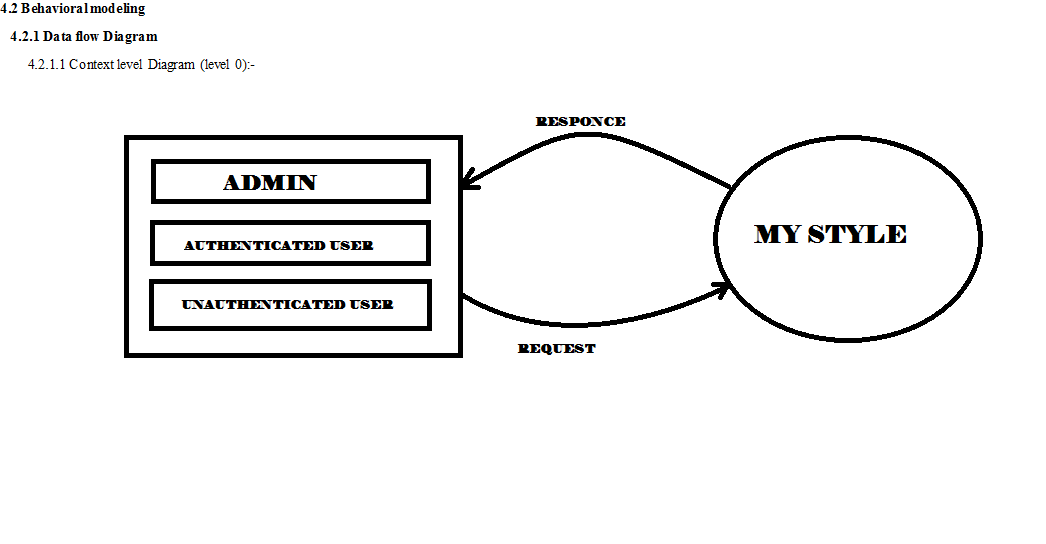 4.2 Behavioral modeling
4.2.1 Data flow Diagram
4.2.1.1 Context level Diagram (level 0):-
RESPONCE
ADMIN
AUTHENTICATED USER
UNAUTHENTICATED USER
MY STYLE
REQUEST